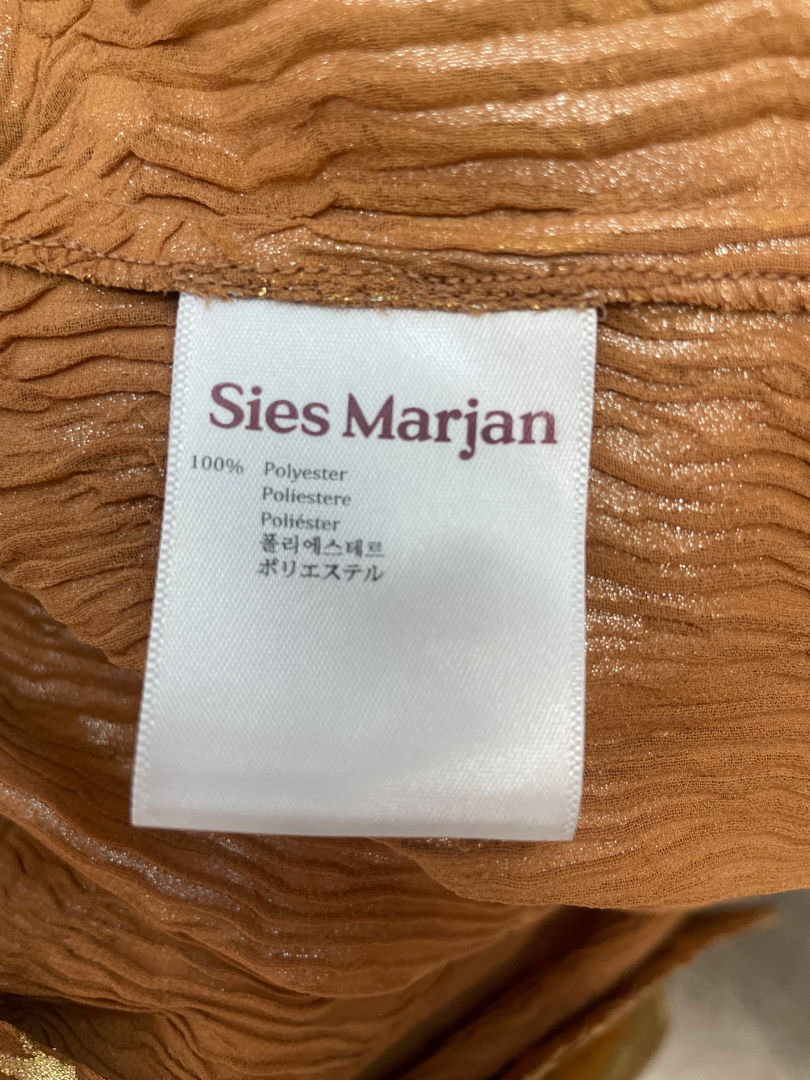 Sies Marjan
100% Polyester
Poliestere
Poliéster
폴리에스테르
ポリエステル